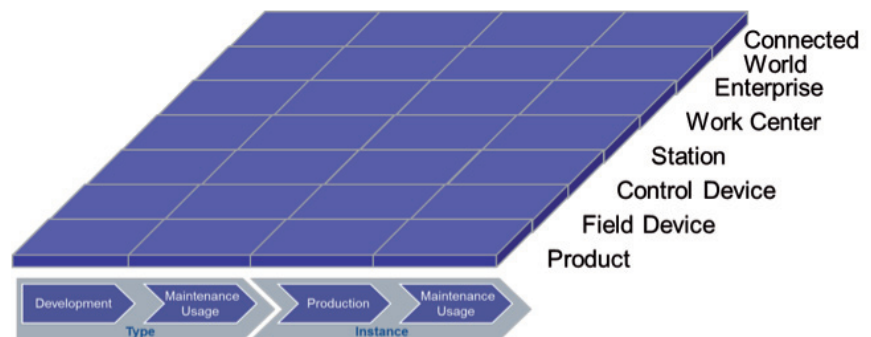 Connected
World
Enterprise
Work Center
Station
Control Device
Field Device
Product
Development
Maintenance
Usage
Production
Maintenance
Usage
Type
Instance